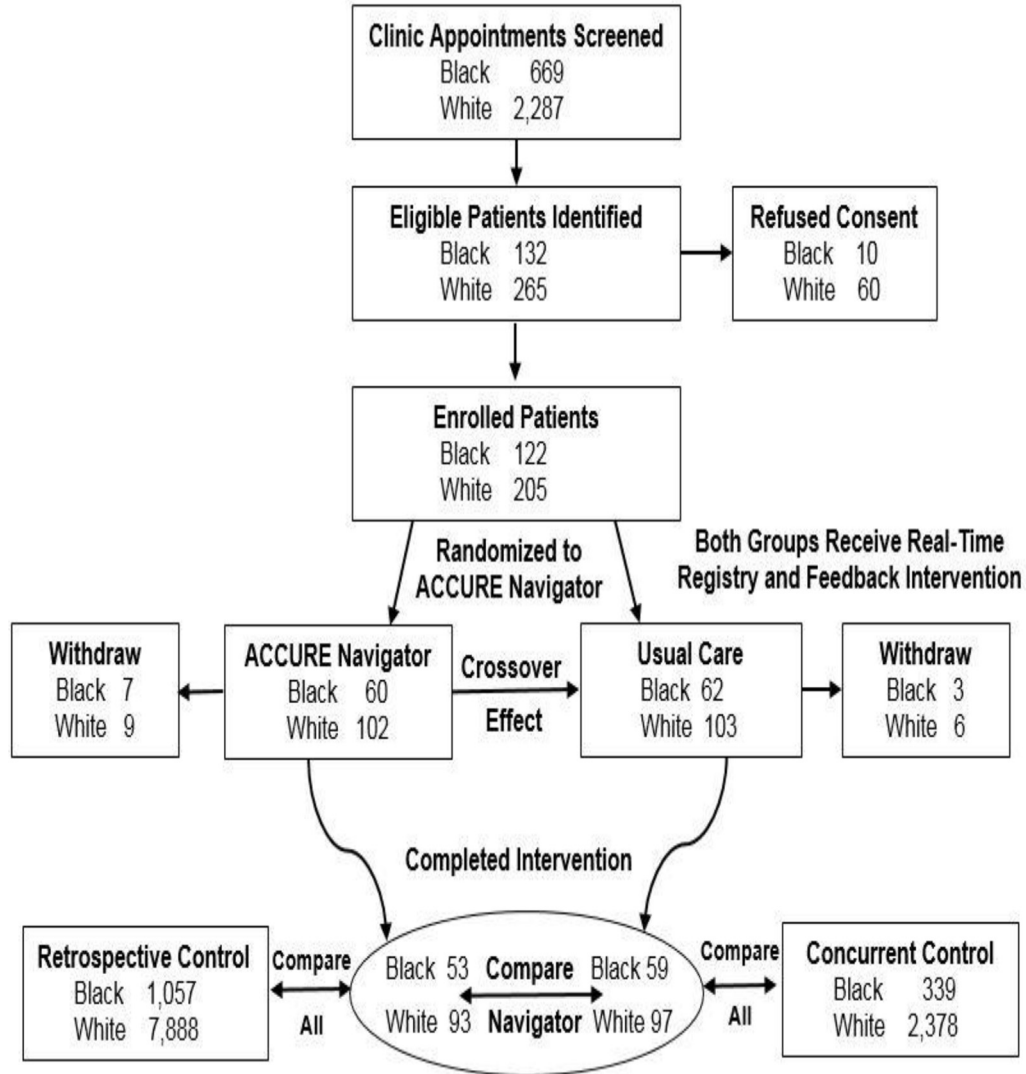 Clinic Appointments Screened
Black 669
White 2,287
Eligible Patients Identified
Black 132
White 265
Refused Consent
Black 10
White 60
Enrolled Patients
Black 122
White 205
Randomized to
ACCURE Navigator
Both Groups Receive Real-Time
Registry and Feedback Intervention
Withdraw
Black 7
White 9
ACCURE Navigator
Black 60
White 102
Crossover
Effect
Usual Care
Black 62
White 103
Withdraw
Black 3
White 6
Completed Intervention
Retrospective Control
Black 1,057
White 7,888
Compare
All
Black 53 Compare Black 59
White 93 Navigator White 97
Compare
All
Concurrent Control
Black 339
White 2,378